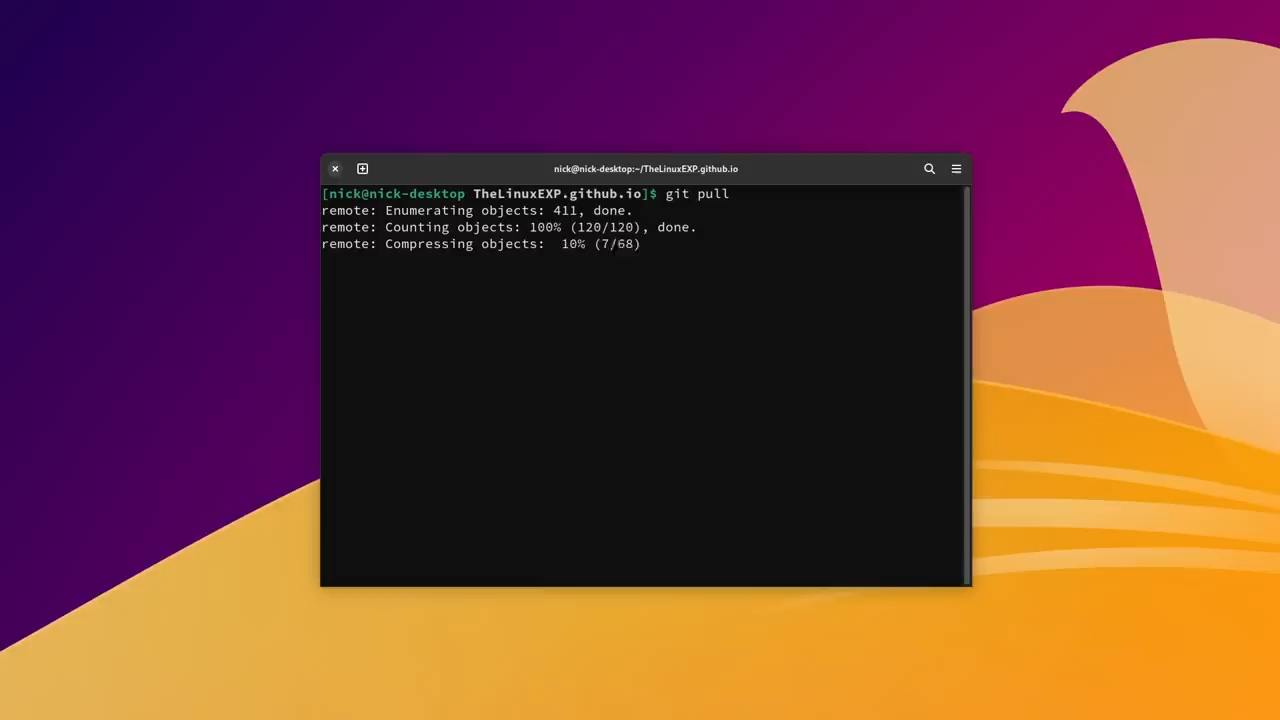 nick@nick-desktop:~/TheLinuxEXP.github.io
[nick@nick-desktop TheLinuxEXP.github.io]$ git pull
remote: Enumerating objects: 411, done.
remote: Counting objects: 100% (120/120), done.
remote: Compressing objects:  10% (7/68)